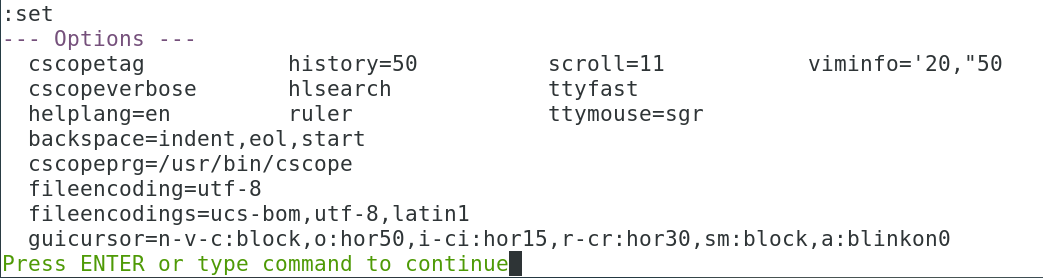 :set
--- Options ---
  cscopetag           history=50          scroll=11           viminfo='20,"50
  cscopeverbose       hlsearch            ttyfast
  helplang=en         ruler               ttymouse=sgr
  backspace=indent,eol,start
  cscopeprg=/usr/bin/cscope
  fileencoding=utf-8
  fileencodings=ucs-bom,utf-8,latin1
  guicursor=n-v-c:block,o:hor50,i-ci:hor15,r-cr:hor30,sm:block,a:blinkon0
Press ENTER or type command to continue